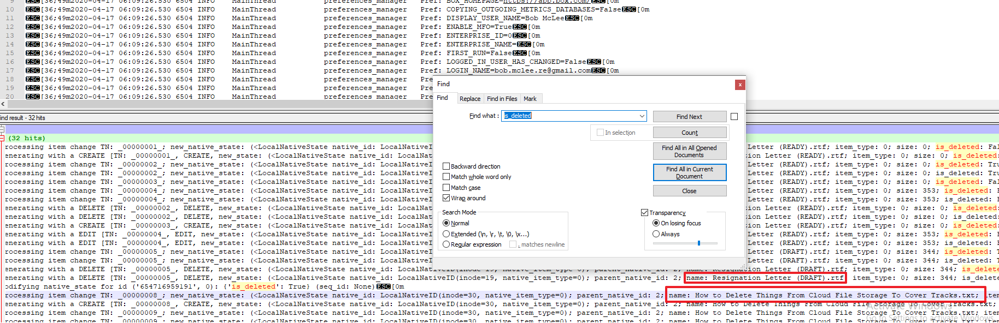 9 ESC[36;49m2020-04-17 06:09:26.530 6504 INFO MainThread preferences_manager Pref: BOX_HOMEPAGE=https://app.box.com/ESC[0m
10 ESC[36;49m2020-04-17 06:09:26.530 6504 INFO MainThread preferences_manager Pref: COPYING_OUTGOING_METRICS_DATABASES=FalseESC[0m
11 ESC[36;49m2020-04-17 06:09:26.530 6504 INFO MainThread preferences_manager Pref: DISPLAY_USER_NAME=Bob McLeeESC[0m
12 ESC[36;49m2020-04-17 06:09:26.530 6504 INFO MainThread preferences_manager Pref: ENABLE_MFO=TrueESC[0m
13 ESC[36;49m2020-04-17 06:09:26.530 6504 INFO MainThread preferences_manager Pref: ENTERPRISE_ID=0ESC[0m
14 ESC[36;49m2020-04-17 06:09:26.530 6504 INFO MainThread preferences_manager Pref: ENTERPRISE_NAME=ESC[0m
15 ESC[36;49m2020-04-17 06:09:26.530 6504 INFO MainThread preferences_manager Pref: FIRST_RUN=FalseESC[0m
16 ESC[36;49m2020-04-17 06:09:26.530 6504 INFO MainThread preferences_manager Pref: LOGGED_IN_USER_HAS_CHANGED=FalseESC[0m
17 ESC[36;49m2020-04-17 06:09:26.530 6504 INFO MainThread preferences_manager Pref: LOGIN_NAME=bob.mclee.re@gmail.comESC[0m
18 ESC[36;49m2020-04-17 06:09:26.530 6504 INFO MainThread preferences_manager
19 ESC[36;49m2020-04-17 06:09:26.530 6504 INFO MainThread preferences_manager
20 ESC[36;49m2020-04-17 06:09:26.530 6504 INFO MainThread preferences_manager
Find
Find Replace Find in Files Mark
Find what : is_deleted Find Next
In selection Count
Find All in All Opened
Documents
Backward direction
Match whole word only
Match case
Wrap around
Find All in Current
Document
Close
Search Mode
Normal
Extended (\n, \r, \t, \0, \x...)
Regular expression . matches newline
Transparency
On losing focus
Always
ind result - 32 hits
(32 hits)
rocessing item change TN: _00000001_; new_native_state: (<LocalNativeState native_id: LocalNativeI Letter (READY).rtf; item_type: 0; size: 0; is_deleted: Fal
enerating with a CREATE [TN: _00000001_, CREATE, new_state: (<LocalNativeState native_id: LocalNat ion Letter (READY).rtf; item_type: 0; size: 0; is_deleted:
rocessing item change TN: _00000002_; new_native_state: (<LocalNativeState native_id: LocalNativeI Letter (READY).rtf; item_type: 0; size: 0; is_deleted: Tru
rocessing item change TN: _00000002_; new_native_state: (<LocalNativeState native_id: LocalNativeI Letter (READY).rtf; item_type: 0; size: 0; is_deleted: Tru
rocessing item change TN: _00000003_; new_native_state: (<LocalNativeState native_id: LocalNativeI Letter (READY).rtf; item_type: 0; size: 0; is_deleted: Fal
rocessing item change TN: _00000004_; new_native_state: (<LocalNativeState native_id: LocalNativeI Letter (READY).rtf; item_type: 0; size: 353; is_deleted:
rocessing item change TN: _00000004_; new_native_state: (<LocalNativeState native_id: LocalNativeI Letter (READY).rtf; item_type: 0; size: 353; is_deleted:
enerating with a DELETE [TN: _00000002_, DELETE, new_state: (<LocalNativeState native_id: LocalNat ion Letter (READY).rtf; item_type: 0; size: 0; is_deleted:
enerating with a DELETE [TN: _00000002_, DELETE, new_state: (<LocalNativeState native_id: LocalNat ion Letter (READY).rtf; item_type: 0; size: 0; is_deleted:
enerating with a CREATE [TN: _00000003_, CREATE, new_state: (<LocalNativeState native_id: LocalNat ion Letter (READY).rtf; item_type: 0; size: 0; is_deleted:
enerating with a EDIT [TN: _00000004_, EDIT, new_state: (<LocalNativeState native_id: LocalNativeI Letter (READY).rtf; item_type: 0; size: 353; is_deleted:
enerating with a EDIT [TN: _00000004_, EDIT, new_state: (<LocalNativeState native_id: LocalNativeI Letter (READY).rtf; item_type: 0; size: 353; is_deleted:
rocessing item change TN: _00000005_; new_native_state: (<LocalNativeState native_id: LocalNativeI Letter (DRAFT).rtf; item_type: 0; size: 344; is_deleted: T
rocessing item change TN: _00000005_; new_native_state: (<LocalNativeState native_id: LocalNativeI Letter (DRAFT).rtf; item_type: 0; size: 344; is_deleted: T
enerating with a DELETE [TN: _00000005_, DELETE, new_state: (<LocalNativeState native_id: LocalNativeID(inode=19, native_item_type=0); parent_native_id: 2; name: Resignation Letter (DRAFT).rtf; item_type: 0; size: 344; is_delete
enerating with a DELETE [TN: _00000005_, DELETE, new_state: (<LocalNativeState native_id: LocalNativeID(inode=19, native_item_type=0); parent_native_id: 2; name: Resignation Letter (DRAFT).rtf; item_type: 0; size: 344; is_delete
odifying native_state for id ('654716959191', 0): {'is_deleted': True} (seq_id: None)ESC[0m
rocessing item change TN: _00000008_; new_native_state: (<LocalNativeState native_id: LocalNativeID(inode=30, native_item_type=0); parent_native_id: 2; name: How to Delete Things From Cloud File Storage To Cover Tracks.txt; item
enerating with a CREATE [TN: _00000008_, CREATE, new_state: (<LocalNativeState native_id: LocalNativeID(inode=30, native_item_type=0); parent_native_id: 2; name: How to Delete Things From Cloud File Storage To Cover Tracks.txt;
rocessing item change TN: _00000009_; new_native_state: (<LocalNativeState native_id: LocalNativeID(inode=30, native_item_type=0); parent_native_id: 2; name: How to Delete Things From Cloud File Storage To Cover Tracks.txt; item
Activate Windows
Go to Settings to activate Windows.